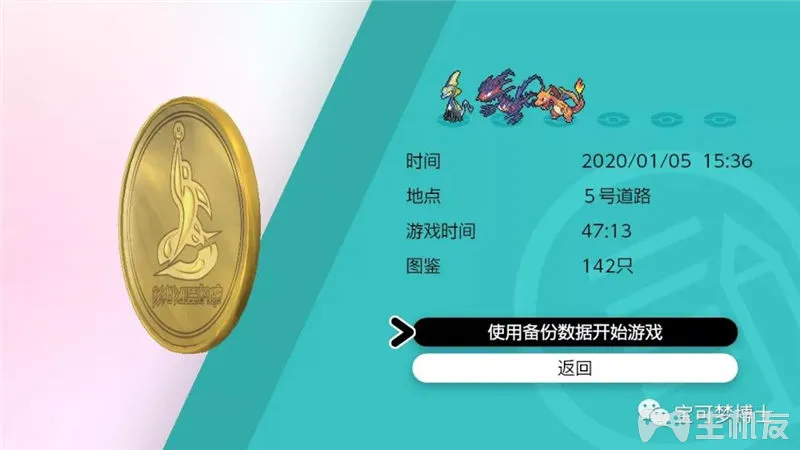 时间 2020/01/05 15:36
地点 5号道路
游戏时间 47:13
图鉴 142只
使用备份数据开始游戏
返回
宝可梦博士
主机友